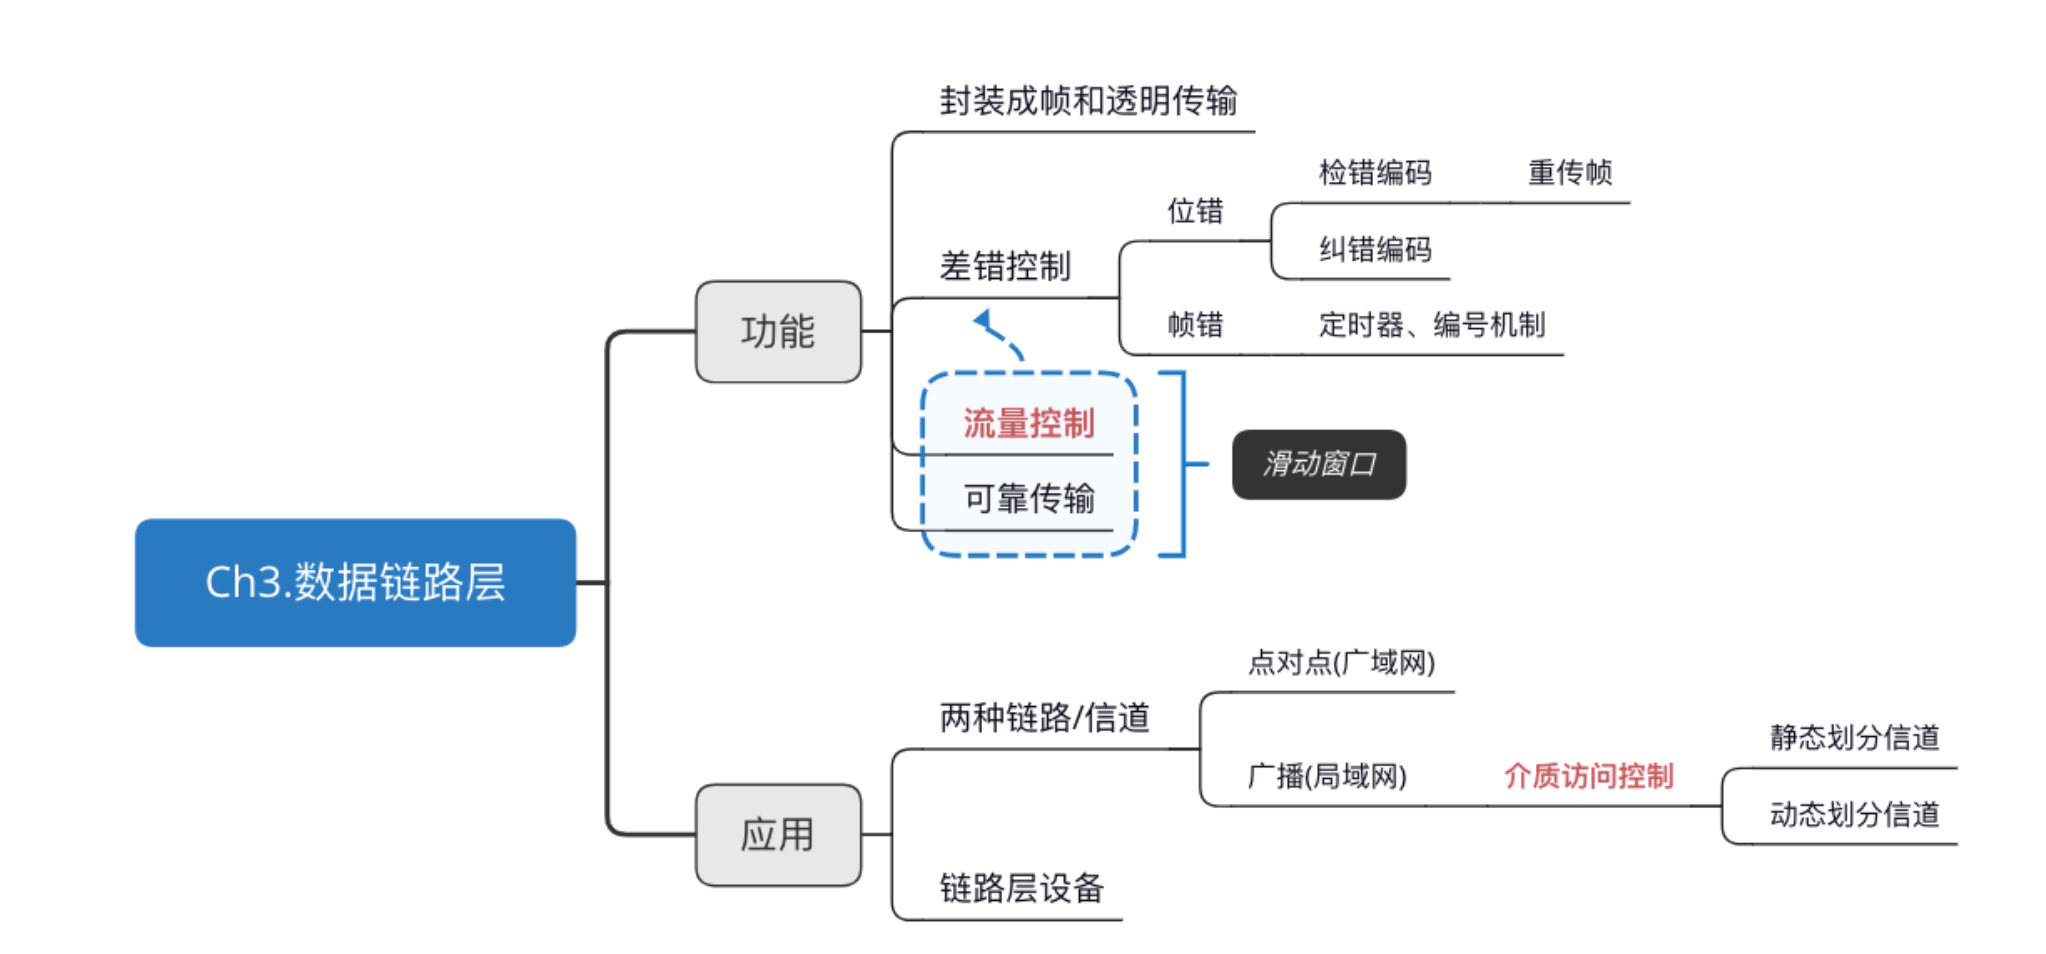 封装成帧和透明传输
检错编码
重传帧
位错
纠错编码
差错控制
帧错
定时器、编号机制
功能
流量控制
滑动窗口
可靠传输
Ch3.数据链路层
点对点(广域网)
两种链路/信道
静态划分信道
广播(局域网)
介质访问控制
动态划分信道
应用
链路层设备